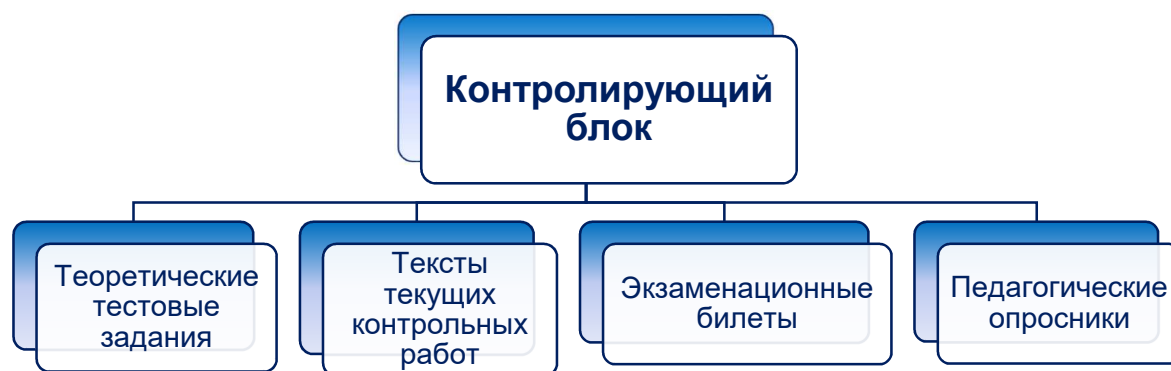 Контролирующий
блок
Теоретические
тестовые
задания
Тексты
текущих
контрольных
работ
Экзаменационные
билеты
Педагогические
опросники